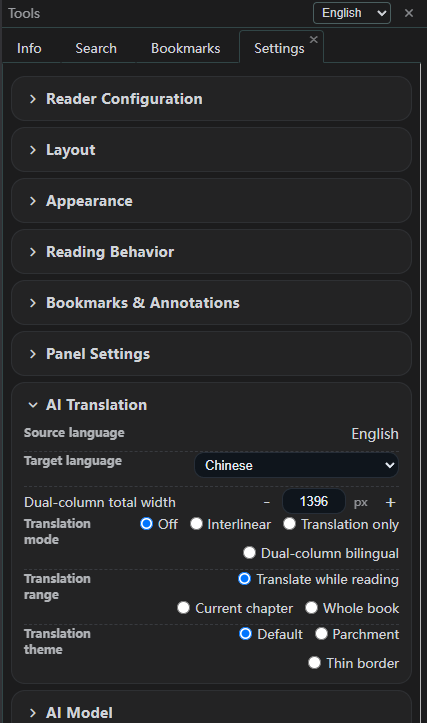 Tools English ×
Info Search Bookmarks Settings ×
Reader Configuration
Layout
Appearance
Reading Behavior
Bookmarks & Annotations
Panel Settings
AI Translation
Source language English
Target language Chinese
Dual-column total width - 1396 px +
Translation mode
Off Interlinear Translation only
Dual-column bilingual
Translation range
Translate while reading
Current chapter Whole book
Translation theme
Default Parchment
Thin border
AI Model